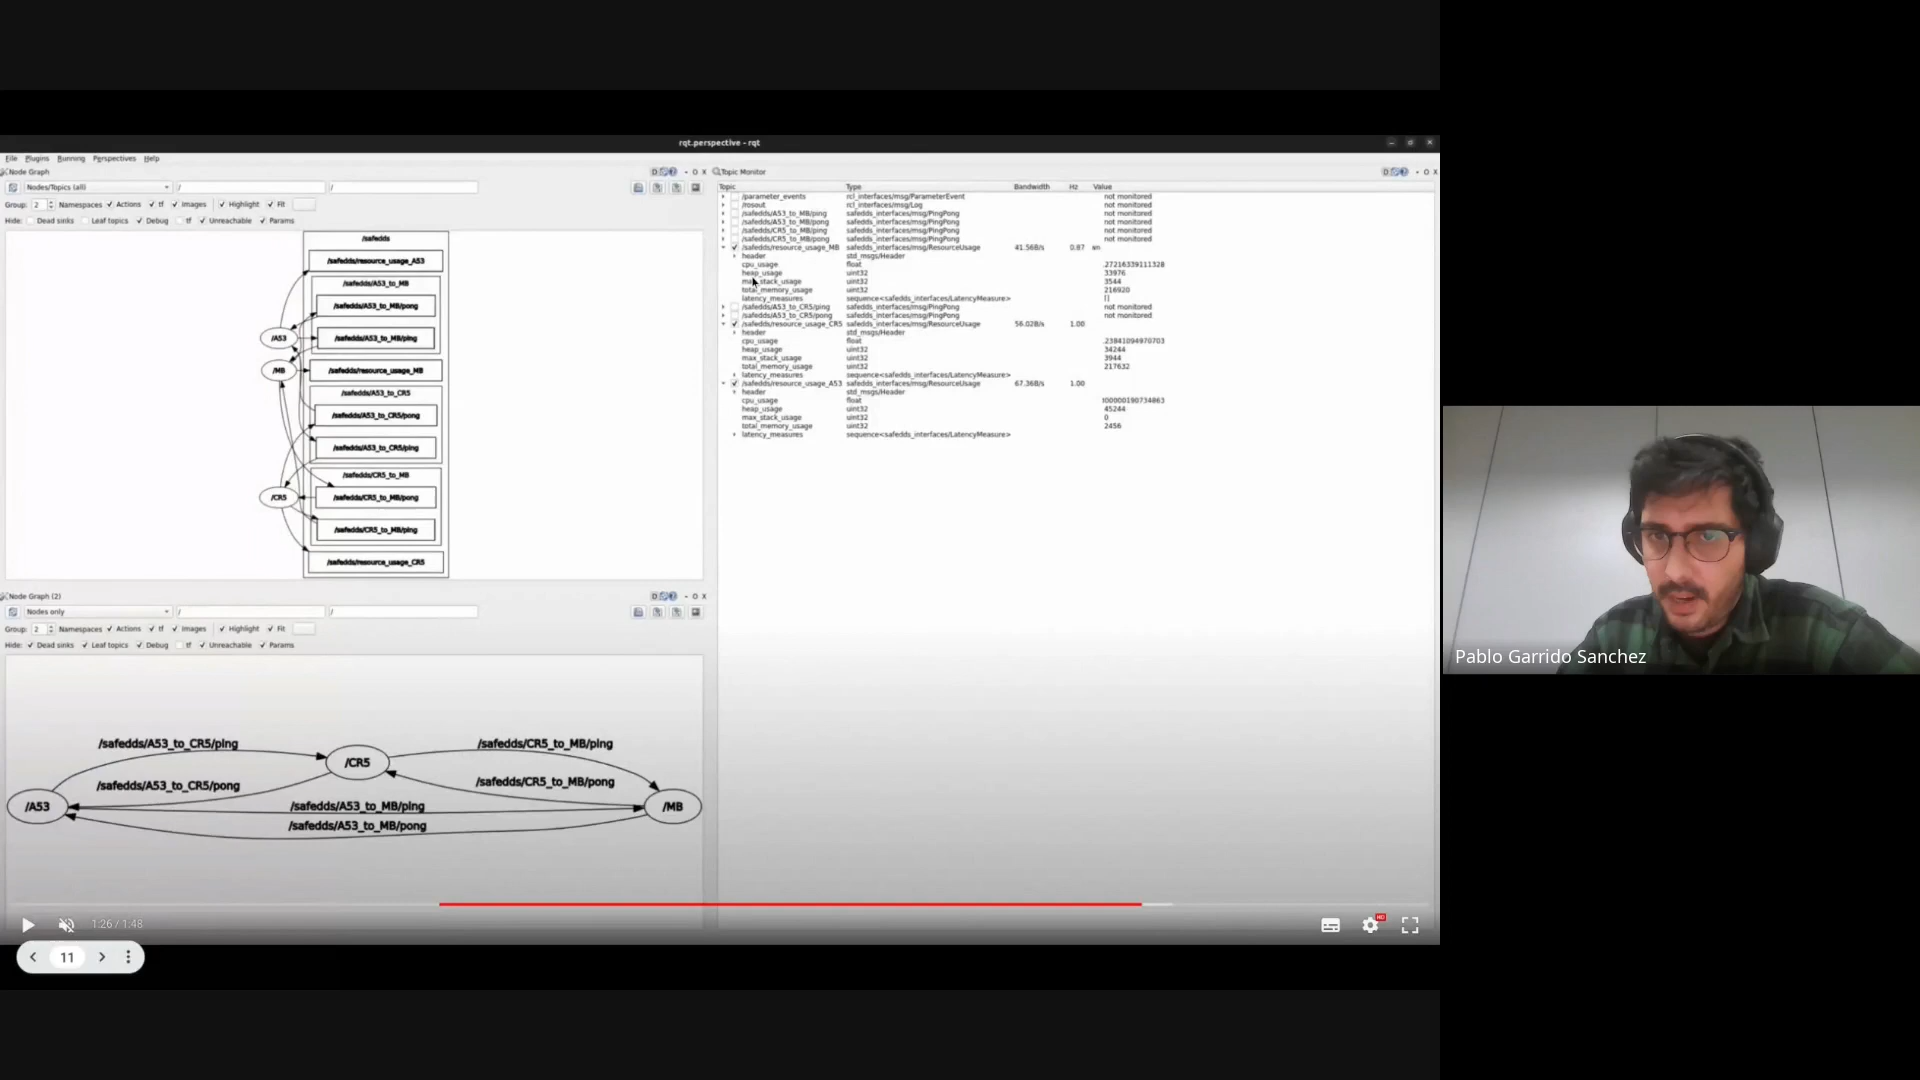 rqt.perspective - rqt
File Plugins Running Perspectives Help
Node Graph
Nodes/Topics (all) / /
Group: 2 Namespaces Actions tf Images Highlight Fit
Hide: Dead sinks Leaf topics Debug tf Unreachable Params
/safedds
/safedds/resource_usage_A53
/safedds/A53_to_MB
/safedds/A53_to_MB/pong
/A53
/safedds/A53_to_MB/ping
/MB
/safedds/resource_usage_MB
/safedds/A53_to_CR5
/safedds/A53_to_CR5/pong
/safedds/A53_to_CR5/ping
/safedds/CR5_to_MB
/CR5
/safedds/CR5_to_MB/pong
/safedds/CR5_to_MB/ping
/safedds/resource_usage_CR5
Node Graph (2)
Nodes only / /
Group: 2 Namespaces Actions tf Images Highlight Fit
Hide: Dead sinks Leaf topics Debug tf Unreachable Params
/safedds/A53_to_CR5/ping
/safedds/CR5_to_MB/ping
/CR5
/safedds/A53_to_CR5/pong
/safedds/CR5_to_MB/pong
/A53
/safedds/A53_to_MB/ping
/MB
/safedds/A53_to_MB/pong
Topic Monitor
Topic Type Bandwidth Hz Value
/parameter_events rcl_interfaces/msg/ParameterEvent not monitored
/rosout rcl_interfaces/msg/Log not monitored
/safedds/A53_to_MB/ping safedds_interfaces/msg/PingPong not monitored
/safedds/A53_to_MB/pong safedds_interfaces/msg/PingPong not monitored
/safedds/CR5_to_MB/ping safedds_interfaces/msg/PingPong not monitored
/safedds/CR5_to_MB/pong safedds_interfaces/msg/PingPong not monitored
/safedds/resource_usage_MB safedds_interfaces/msg/ResourceUsage 41.56B/s 0.87
header std_msgs/Header
cpu_usage float .27216339111328
heap_usage uint32 33976
max_stack_usage uint32 3544
total_memory_usage uint32 216920
latency_measures sequence<safedds_interfaces/LatencyMeasure> []
/safedds/A53_to_CR5/ping safedds_interfaces/msg/PingPong not monitored
/safedds/A53_to_CR5/pong safedds_interfaces/msg/PingPong not monitored
/safedds/resource_usage_CR5 safedds_interfaces/msg/ResourceUsage 56.02B/s 1.00
header std_msgs/Header
cpu_usage float .23841094970703
heap_usage uint32 34244
max_stack_usage uint32 3944
total_memory_usage uint32 217632
latency_measures sequence<safedds_interfaces/LatencyMeasure>
/safedds/resource_usage_A53 safedds_interfaces/msg/ResourceUsage 67.36B/s 1.00
header std_msgs/Header
cpu_usage float t00000190734863
heap_usage uint32 45244
max_stack_usage uint32 0
total_memory_usage uint32 2456
latency_measures sequence<safedds_interfaces/LatencyMeasure>
1:26 / 1:48
HD
11
Pablo Garrido Sanchez